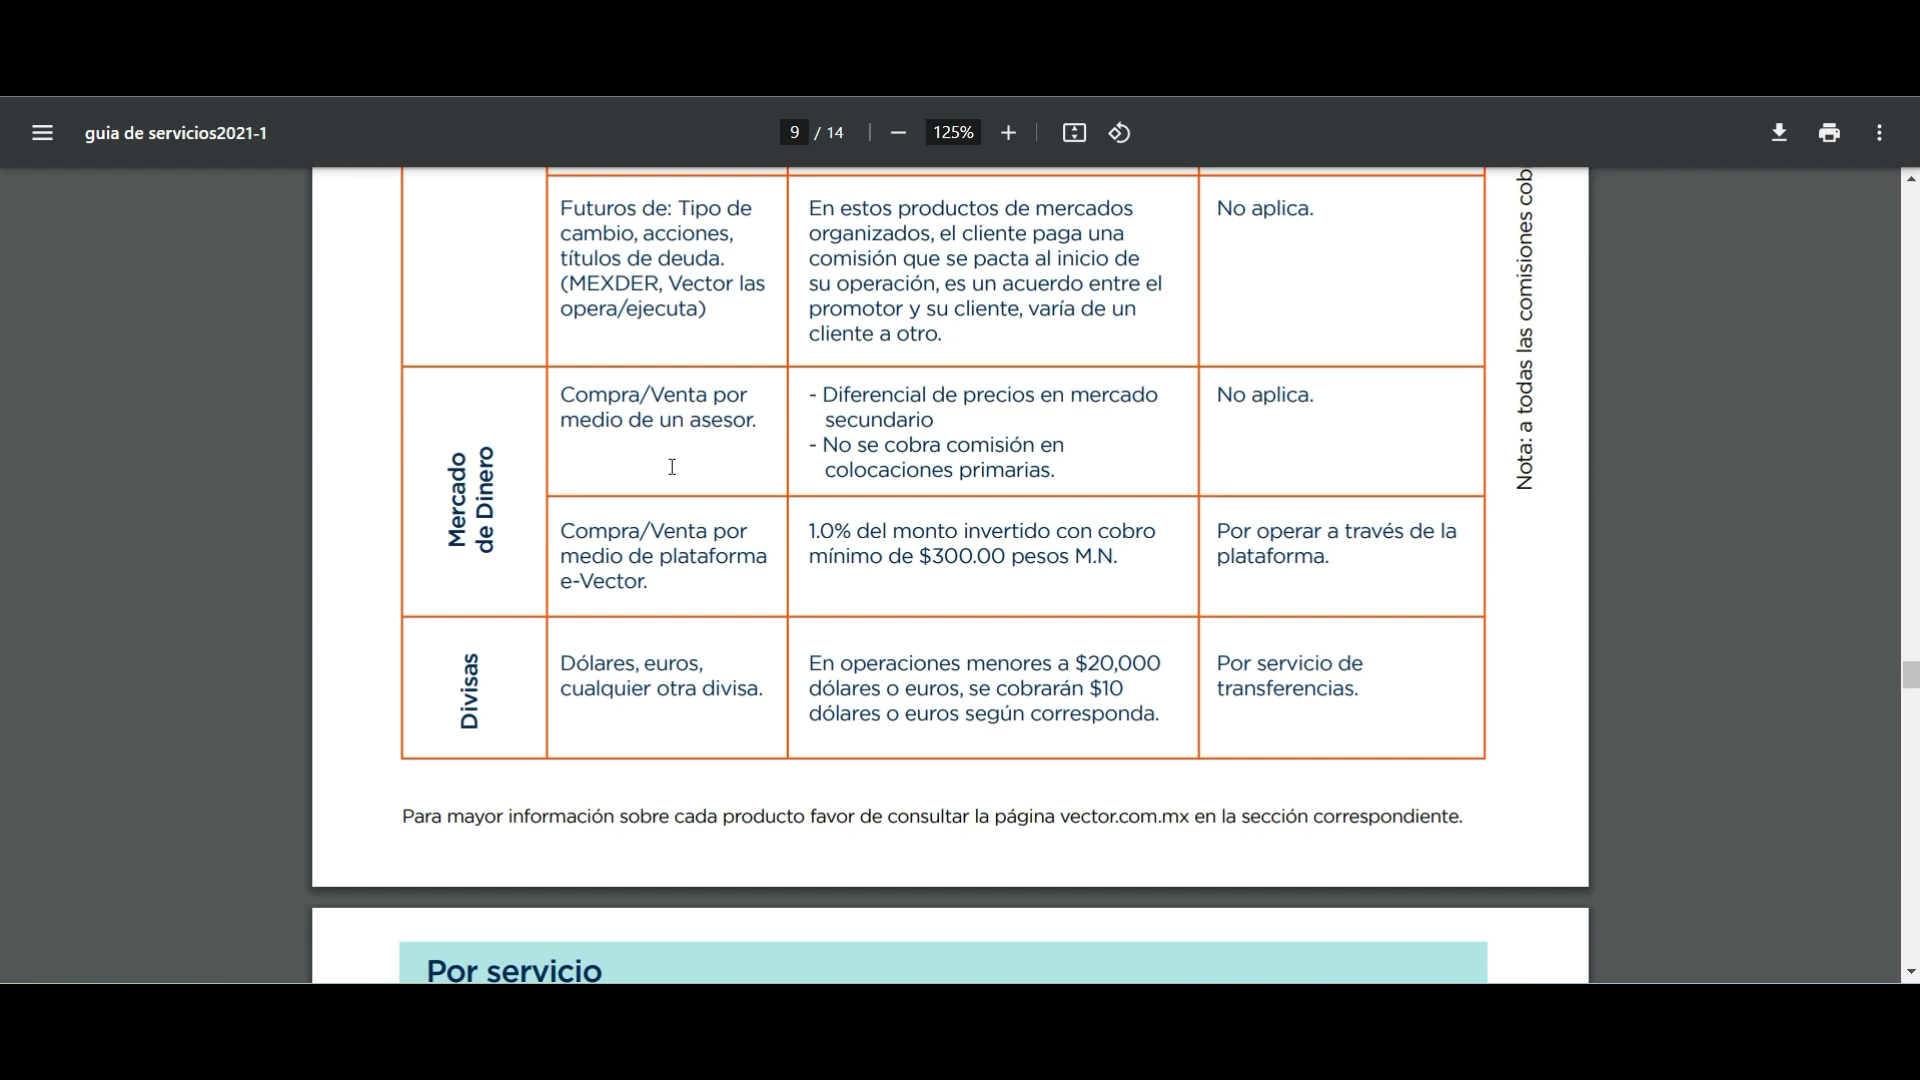 guia de servicios2021-1
9 / 14
125%
Futuros de: Tipo de
cambio, acciones,
títulos de deuda.
(MEXDER, Vector las
opera/ejecuta)
En estos productos de mercados
organizados, el cliente paga una
comisión que se pacta al inicio de
su operación, es un acuerdo entre el
promotor y su cliente, varía de un
cliente a otro.
No aplica.
Mercado
de Dinero
Compra/Venta por
medio de un asesor.
- Diferencial de precios en mercado
secundario
- No se cobra comisión en
colocaciones primarias.
No aplica.
Compra/Venta por
medio de plataforma
e-Vector.
1.0% del monto invertido con cobro
mínimo de $300.00 pesos M.N.
Por operar a través de la
plataforma.
Divisas
Dólares, euros,
cualquier otra divisa.
En operaciones menores a $20,000
dólares o euros, se cobrarán $10
dólares o euros según corresponda.
Por servicio de
transferencias.
Nota: a todas las comisiones cob
Para mayor información sobre cada producto favor de consultar la página vector.com.mx en la sección correspondiente.
Por servicio